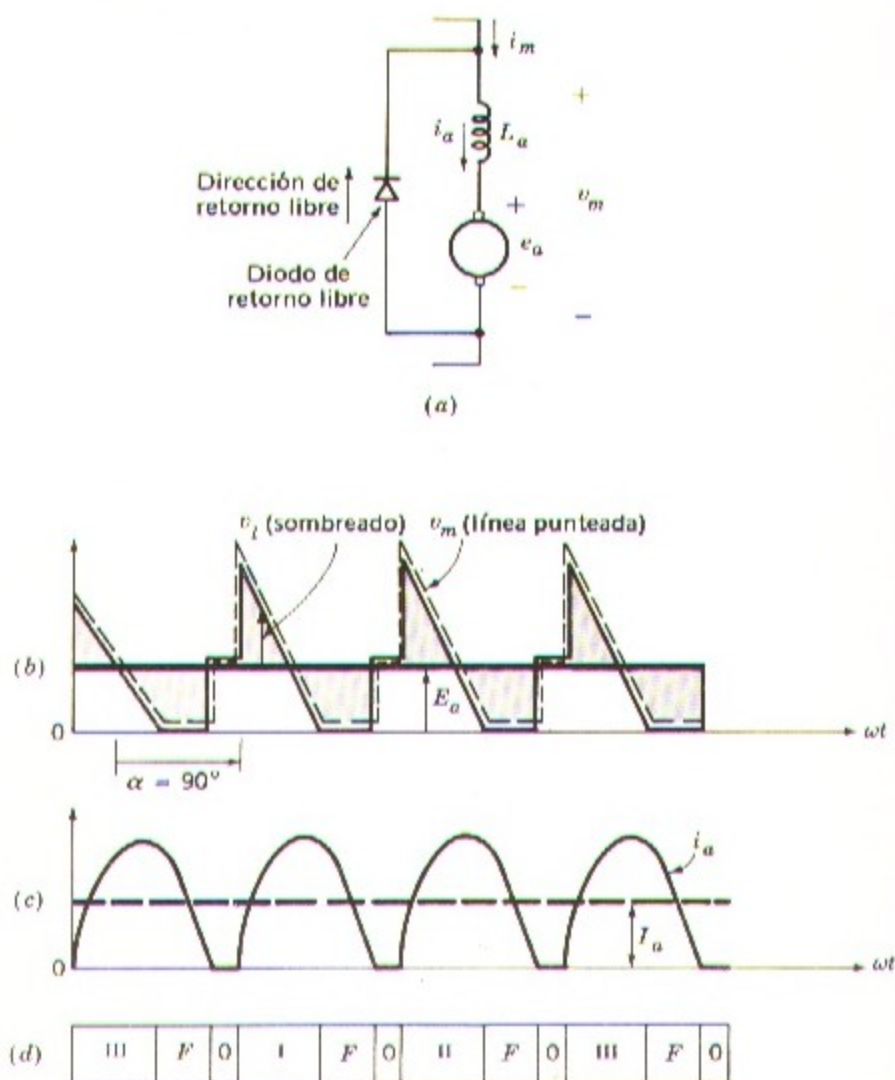 i_m
+
i_a
L_a
Dirección de
retorno libre
+
v_m
e_a
Diodo de
retorno libre
−
−
(a)
v_l (sombreado)
v_m (línea punteada)
(b)
E_a
0
ωt
α = 90°
i_a
(c)
I_a
0
ωt
(d)
III F 0 I F 0 II F 0 III F 0